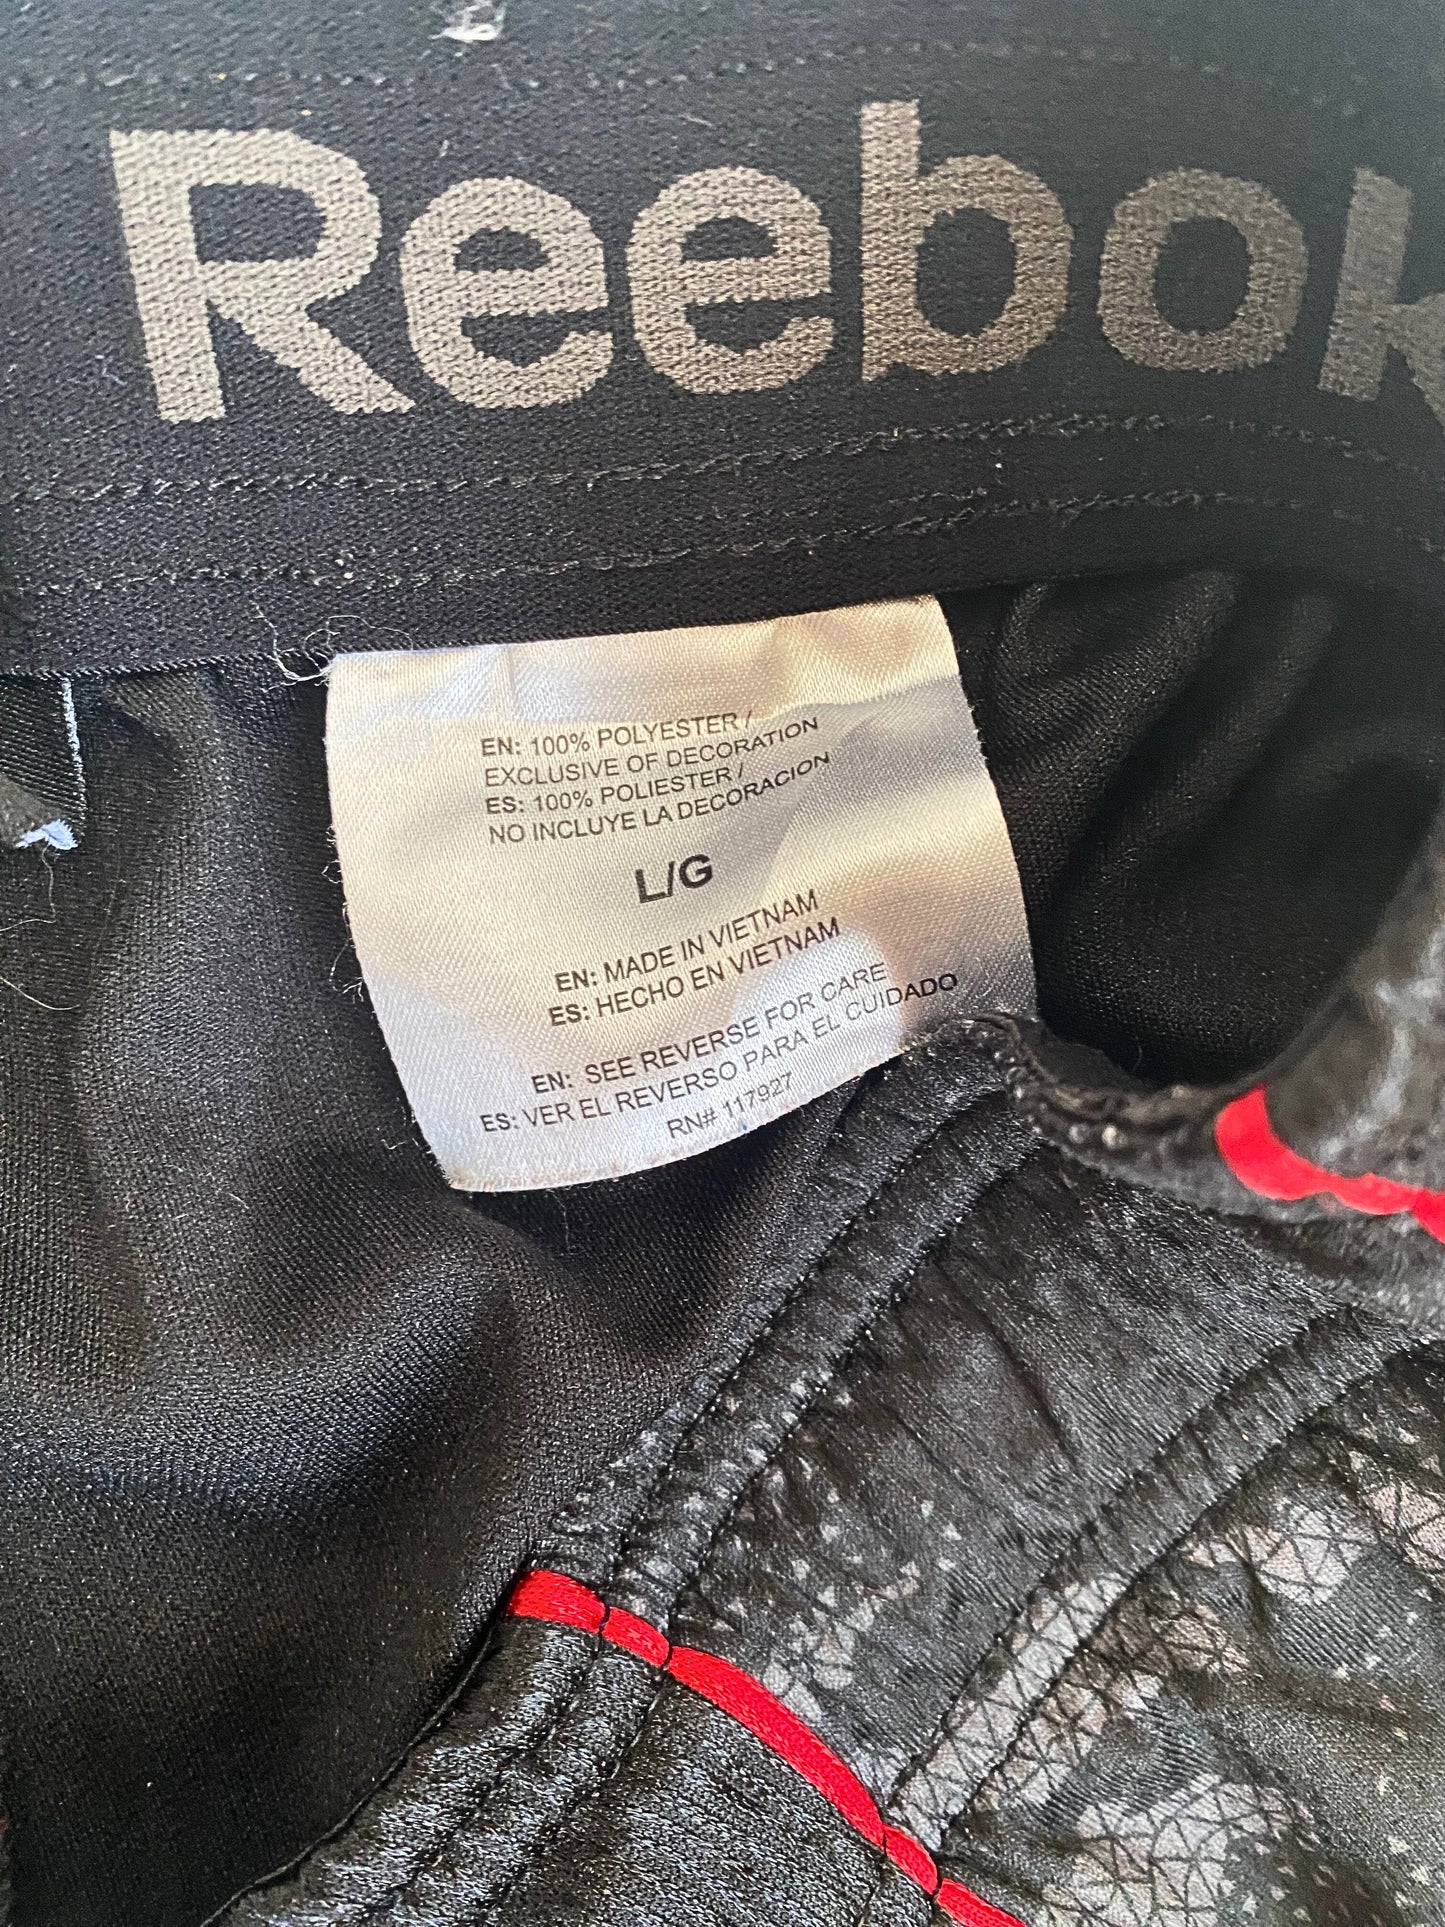 Reebok
EN: 100% POLYESTER /
EXCLUSIVE OF DECORATION
ES: 100% POLIESTER /
NO INCLUYE LA DECORACION
L/G
EN: MADE IN VIETNAM
ES: HECHO EN VIETNAM
EN: SEE REVERSE FOR CARE
ES: VER EL REVERSO PARA EL CUIDADO
RN# 117927